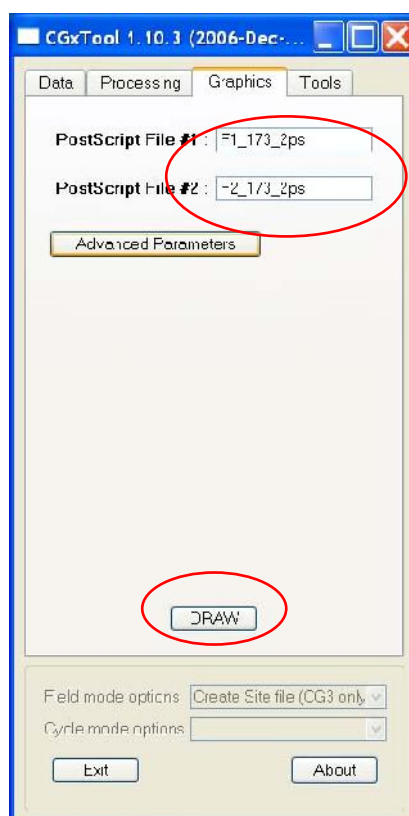 CGxTool 1.10.3 (2006-Dec-...
Data Processing Graphics Tools
PostScript File #1 : F1_173_2ps
PostScript File #2 : F2_173_2ps
Advanced Parameters
DRAW
Field mode options Create Site file (CG3 only
Cycle mode options
Exit About